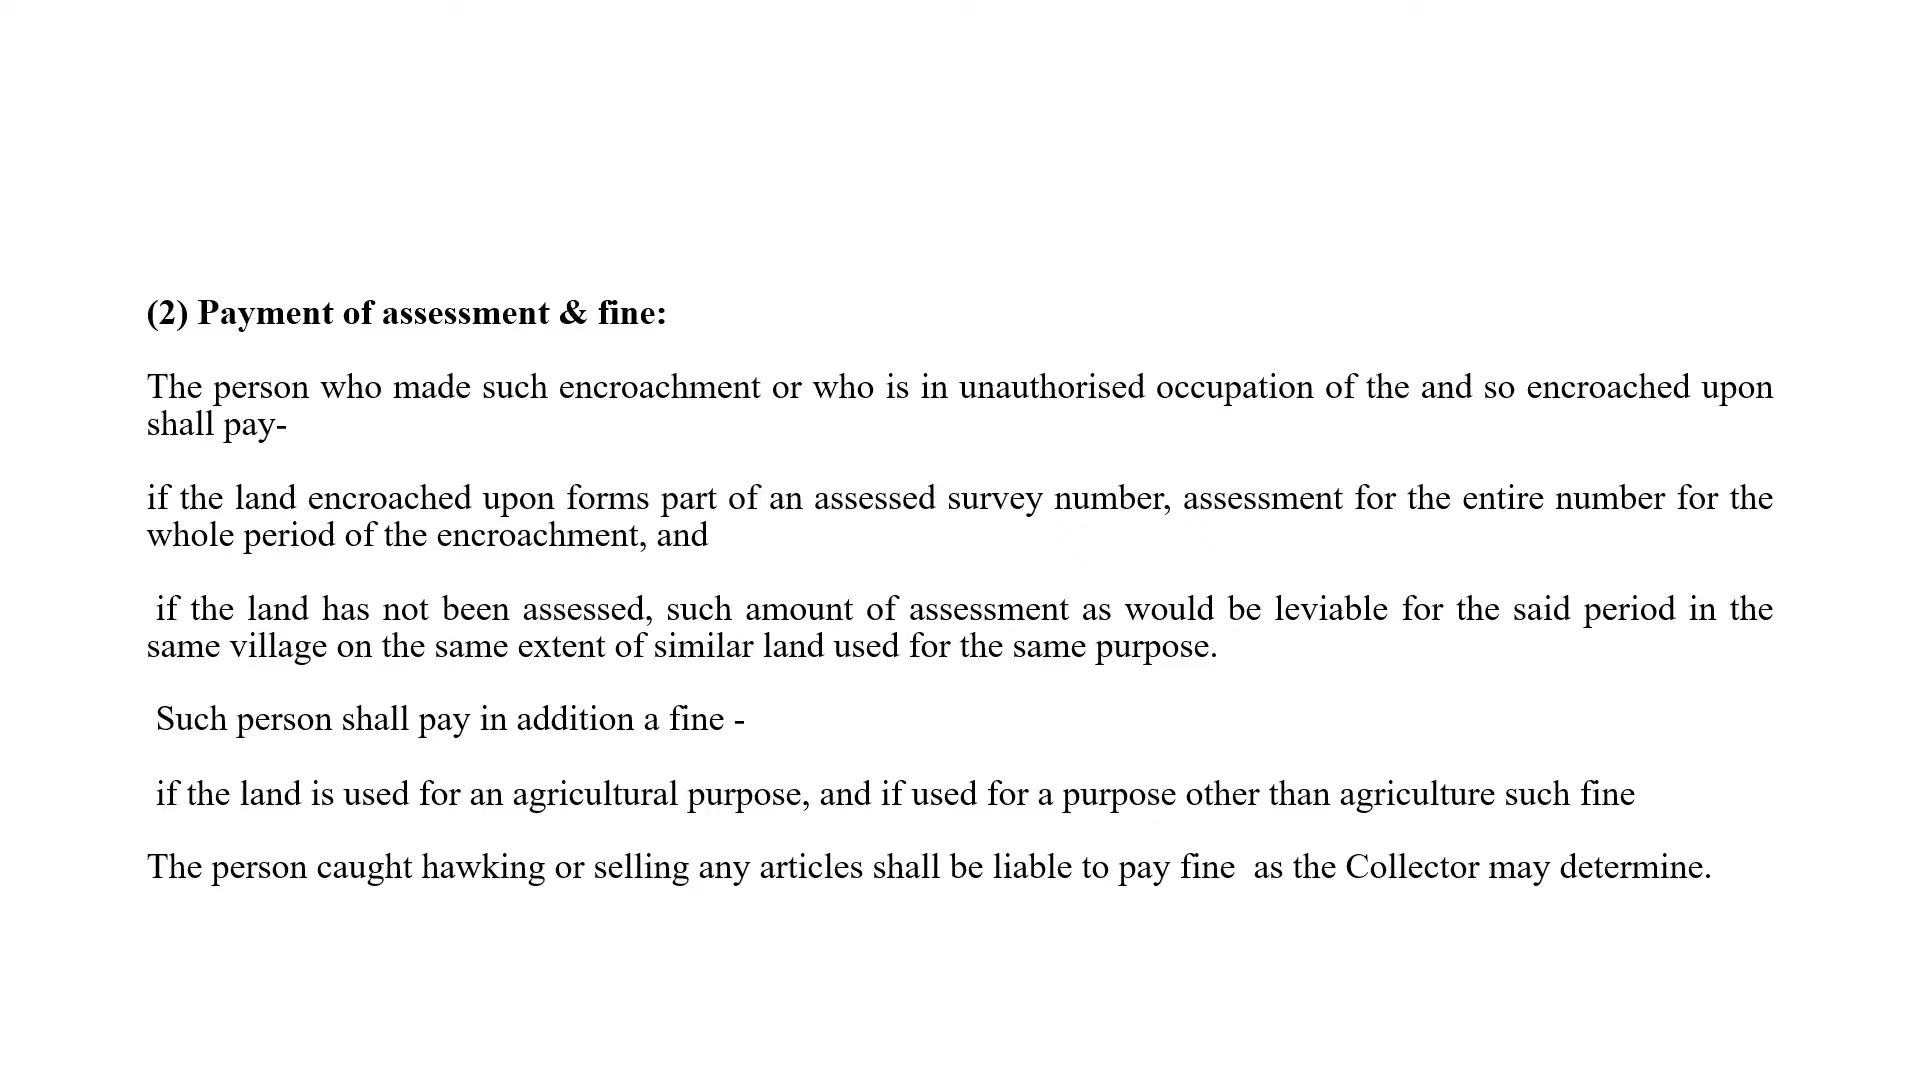 (2) Payment of assessment & fine:
The person who made such encroachment or who is in unauthorised occupation of the and so encroached upon
shall pay-
if the land encroached upon forms part of an assessed survey number, assessment for the entire number for the
whole period of the encroachment, and
if the land has not been assessed, such amount of assessment as would be leviable for the said period in the
same village on the same extent of similar land used for the same purpose.
Such person shall pay in addition a fine -
if the land is used for an agricultural purpose, and if used for a purpose other than agriculture such fine
The person caught hawking or selling any articles shall be liable to pay fine  as the Collector may determine.